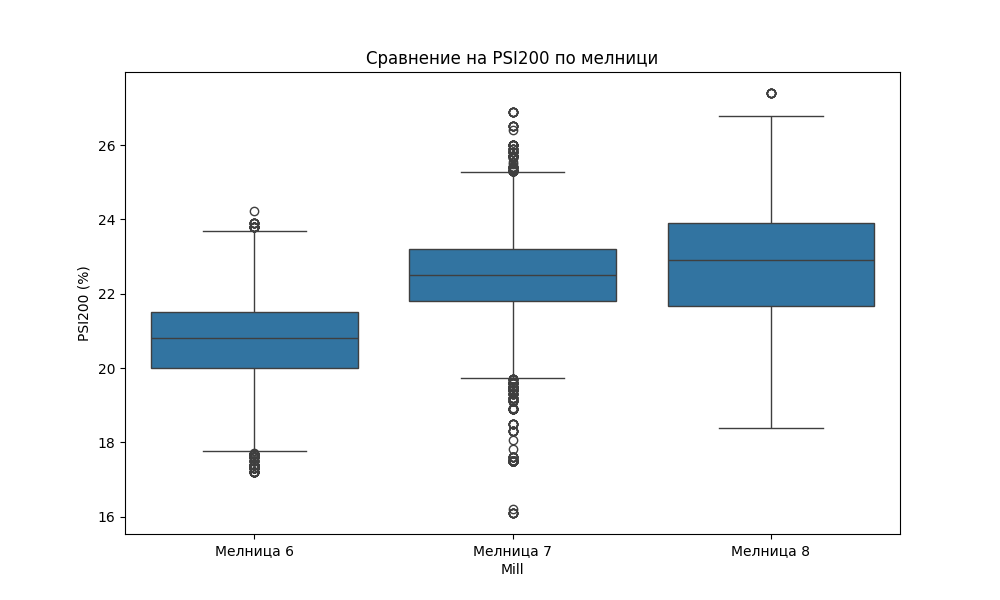 Сравнение на PSI200 по мелници
PSI200 (%)
26
24
22
20
18
16
Мелница 6
Мелница 7
Мелница 8
Mill